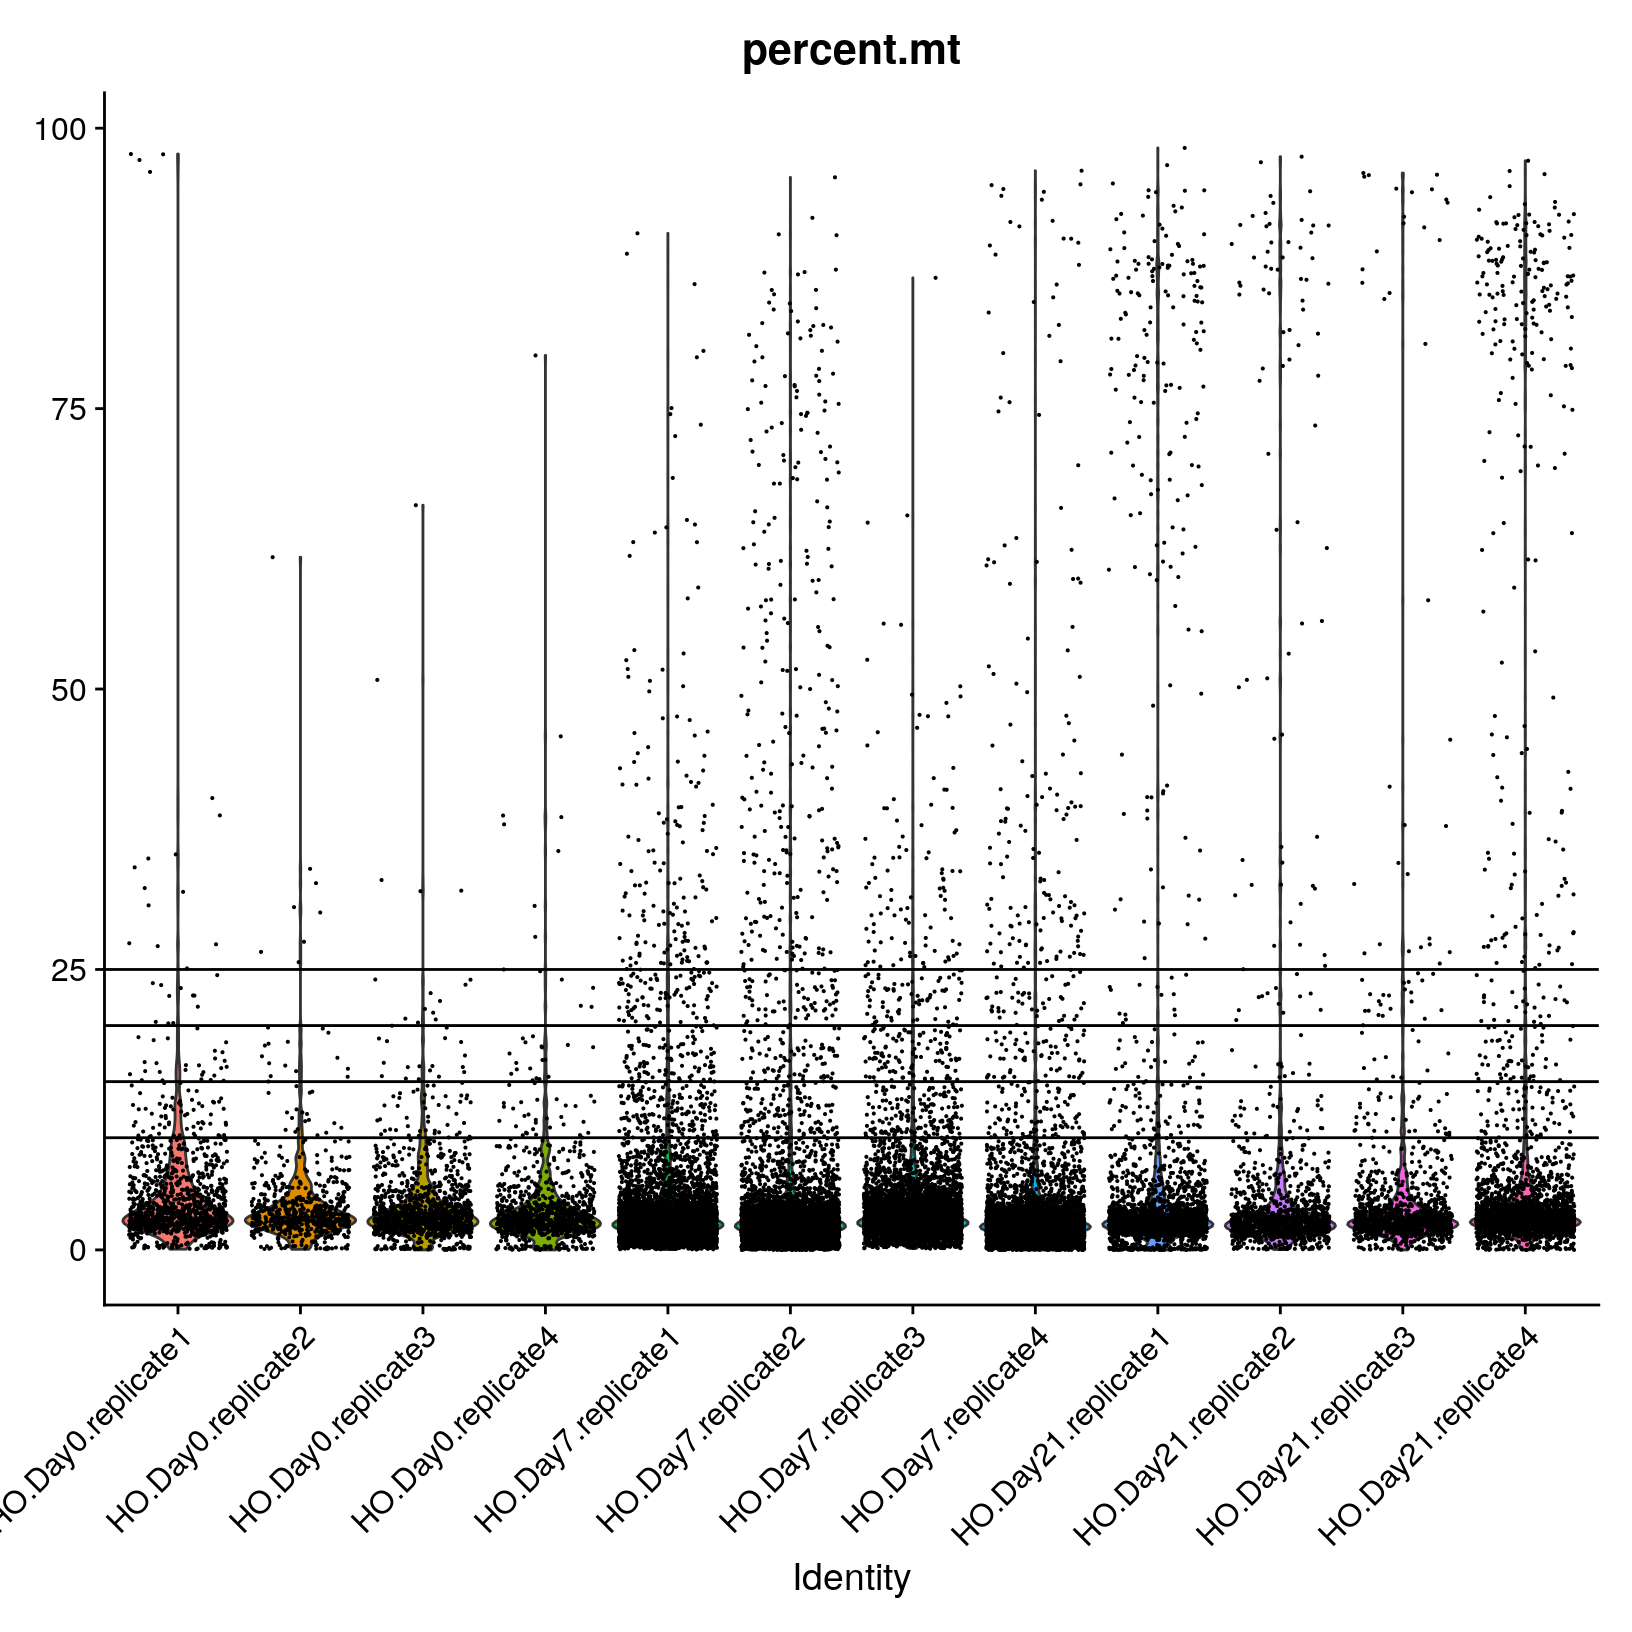 percent.mt
100
75
50
25
0
HO.Day0.replicate1
HO.Day0.replicate2
HO.Day0.replicate3
HO.Day0.replicate4
HO.Day7.replicate1
HO.Day7.replicate2
HO.Day7.replicate3
HO.Day7.replicate4
HO.Day21.replicate1
HO.Day21.replicate2
HO.Day21.replicate3
HO.Day21.replicate4
Identity